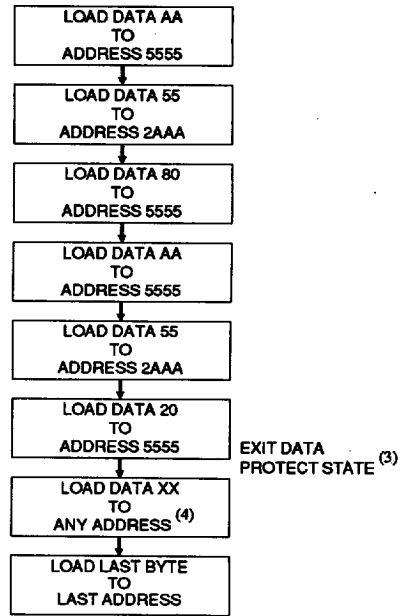 LOAD DATA AA
TO
ADDRESS 5555
LOAD DATA 55
TO
ADDRESS 2AAA
LOAD DATA 80
TO
ADDRESS 5555
LOAD DATA AA
TO
ADDRESS 5555
LOAD DATA 55
TO
ADDRESS 2AAA
LOAD DATA 20
TO
ADDRESS 5555
EXIT DATA
PROTECT STATE (3)
LOAD DATA XX
TO
ANY ADDRESS (4)
LOAD LAST BYTE
TO
LAST ADDRESS